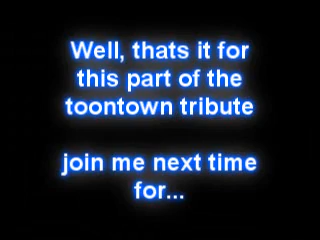 Well, thats it for
this part of the
toontown tribute
join me next time
for...